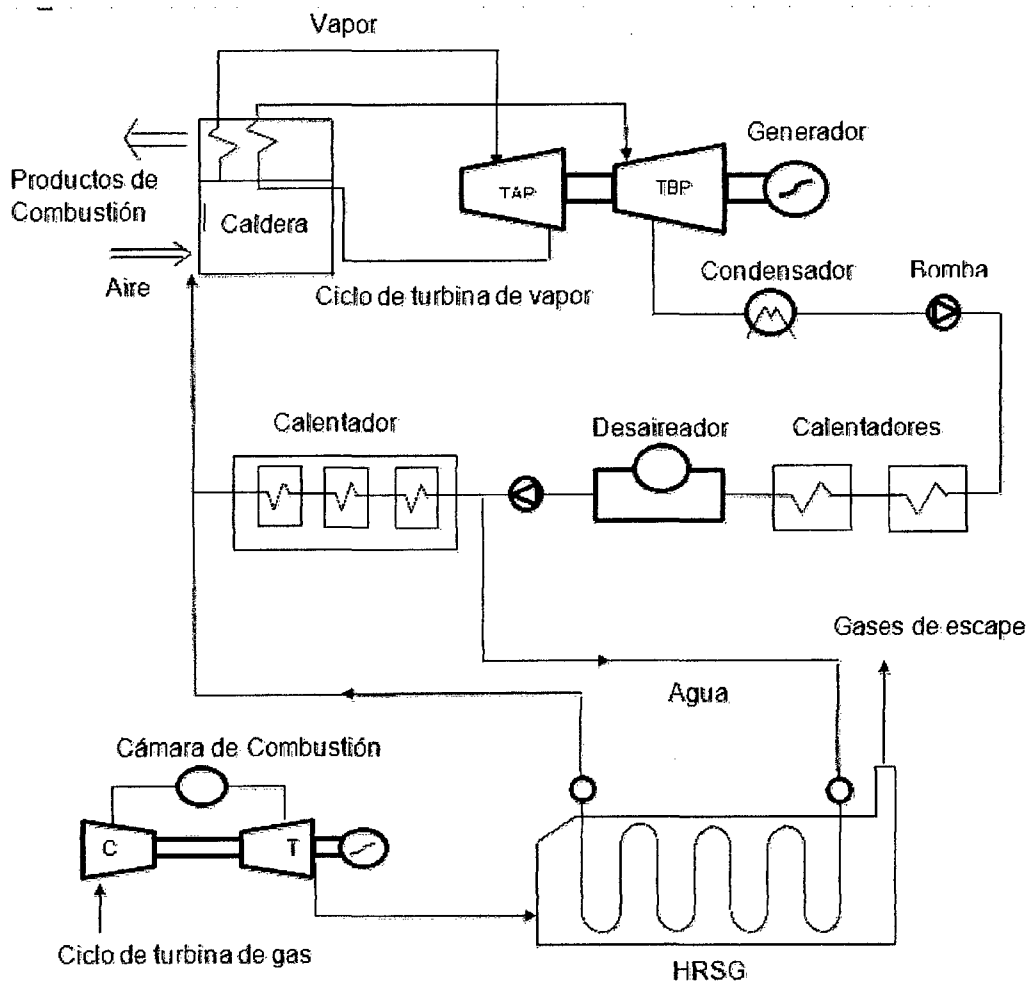 Vapor
Generador
Productos de
Combustión
TAP
TBP
Caldera
Aire
Condensador
Bomba
Ciclo de turbina de vapor
Calentador
Desaireador
Calentadores
Gases de escape
Agua
Cámara de Combustión
C
T
Ciclo de turbina de gas
HRSG